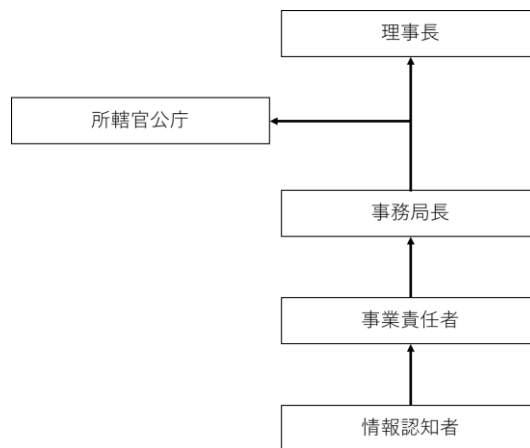 理事長
所轄官公庁
事務局長
事業責任者
情報認知者